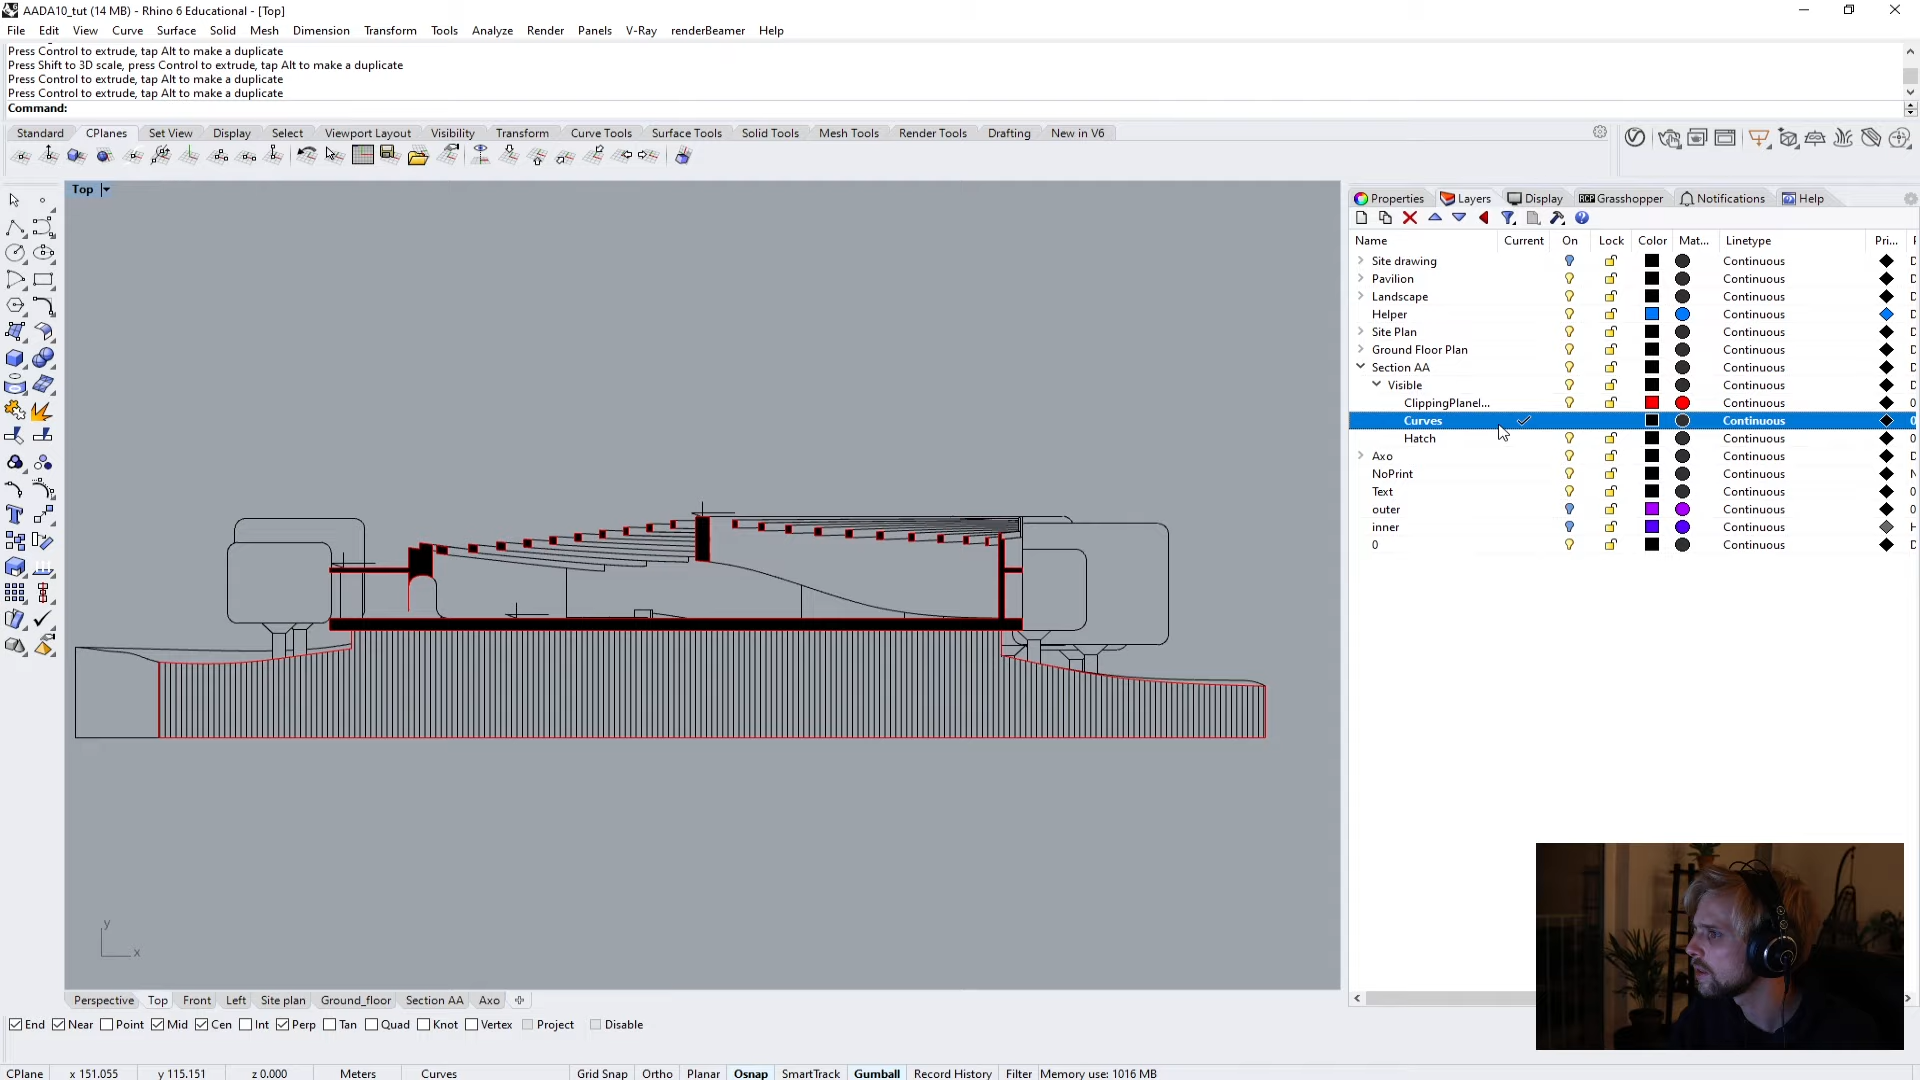 AADA10_tut (14 MB) - Rhino 6 Educational - [Top]
File Edit View Curve Surface Solid Mesh Dimension Transform Tools Analyze Render Panels V-Ray renderBeamer Help
Press Control to extrude, tap Alt to make a duplicate
Press Shift to 3D scale, press Control to extrude, tap Alt to make a duplicate
Press Control to extrude, tap Alt to make a duplicate
Press Control to extrude, tap Alt to make a duplicate
Command:
Standard CPlanes Set View Display Select Viewport Layout Visibility Transform Curve Tools Surface Tools Solid Tools Mesh Tools Render Tools Drafting New in V6
Top
Properties Layers Display Grasshopper Notifications Help
Name Current On Lock Color Mat... Linetype Pri...
Site drawing Continuous
Pavilion Continuous
Landscape Continuous
Helper Continuous
Site Plan Continuous
Ground Floor Plan Continuous
Section AA Continuous
Visible Continuous
ClippingPlaneI... Continuous
Curves Continuous
Hatch Continuous
Axo Continuous
NoPrint Continuous
Text Continuous
outer Continuous
inner Continuous
0 Continuous
y
x
Perspective Top Front Left Site plan Ground_floor Section AA Axo
End Near Point Mid Cen Int Perp Tan Quad Knot Vertex Project Disable
CPlane x 151.055 y 115.151 z 0.000 Meters Curves Grid Snap Ortho Planar Osnap SmartTrack Gumball Record History Filter Memory use: 1016 MB